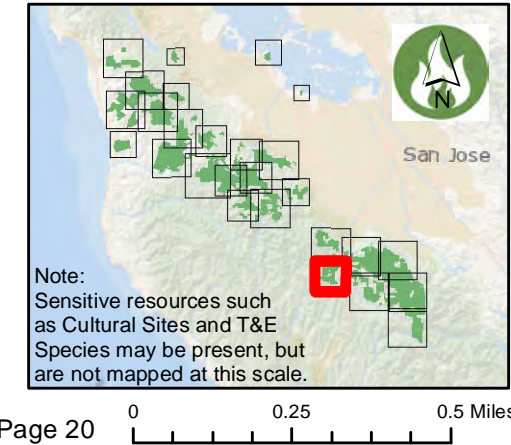 N
San Jose
Note:
Sensitive resources such
as Cultural Sites and T&E
Species may be present, but
are not mapped at this scale.
Page 20
0 0.25 0.5 Miles